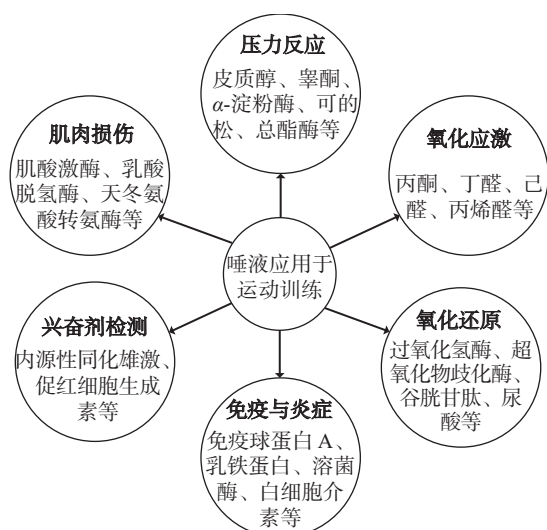 压力反应
皮质醇、睾酮、
α-淀粉酶、可的
松、总酯酶等
肌肉损伤
肌酸激酶、乳酸
脱氢酶、天冬氨
酸转氨酶等
氧化应激
丙酮、丁醛、己
醛、丙烯醛等
唾液应用于
运动训练
兴奋剂检测
内源性同化雄激、
促红细胞生成
素等
氧化还原
过氧化氢酶、超
氧化物歧化酶、
谷胱甘肽、尿
酸等
免疫与炎症
免疫球蛋白 A、
乳铁蛋白、溶菌
酶、白细胞介
素等